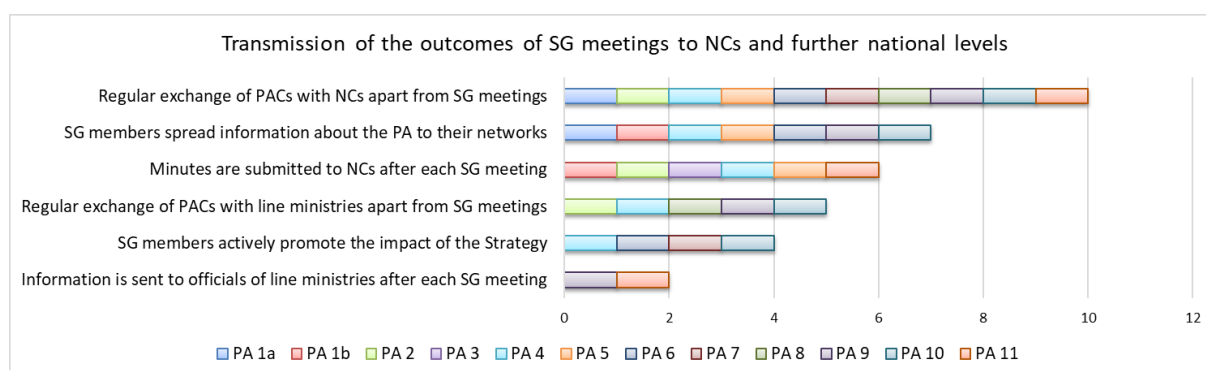 Transmission of the outcomes of SG meetings to NCs and further national levels
Regular exchange of PACs with NCs apart from SG meetings
SG members spread information about the PA to their networks
Minutes are submitted to NCs after each SG meeting
Regular exchange of PACs with line ministries apart from SG meetings
SG members actively promote the impact of the Strategy
Information is sent to officials of line ministries after each SG meeting
0 2 4 6 8 10 12
PA 1a PA 1b PA 2 PA 3 PA 4 PA 5 PA 6 PA 7 PA 8 PA 9 PA 10 PA 11